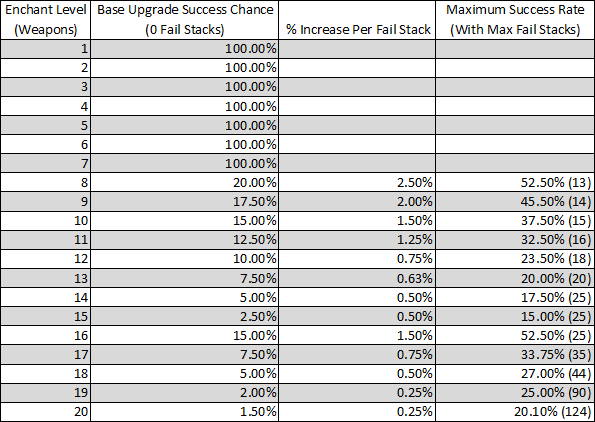 Enchant Level Base Upgrade Success Chance Maximum Success Rate
(Weapons) (0 Fail Stacks) % Increase Per Fail Stack (With Max Fail Stacks)
1 100.00%
2 100.00%
3 100.00%
4 100.00%
5 100.00%
6 100.00%
7 100.00%
8 20.00% 2.50% 52.50% (13)
9 17.50% 2.00% 45.50% (14)
10 15.00% 1.50% 37.50% (15)
11 12.50% 1.25% 32.50% (16)
12 10.00% 0.75% 23.50% (18)
13 7.50% 0.63% 20.00% (20)
14 5.00% 0.50% 17.50% (25)
15 2.50% 0.50% 15.00% (25)
16 15.00% 1.50% 52.50% (25)
17 7.50% 0.75% 33.75% (35)
18 5.00% 0.50% 27.00% (44)
19 2.00% 0.25% 25.00% (90)
20 1.50% 0.25% 20.10% (124)